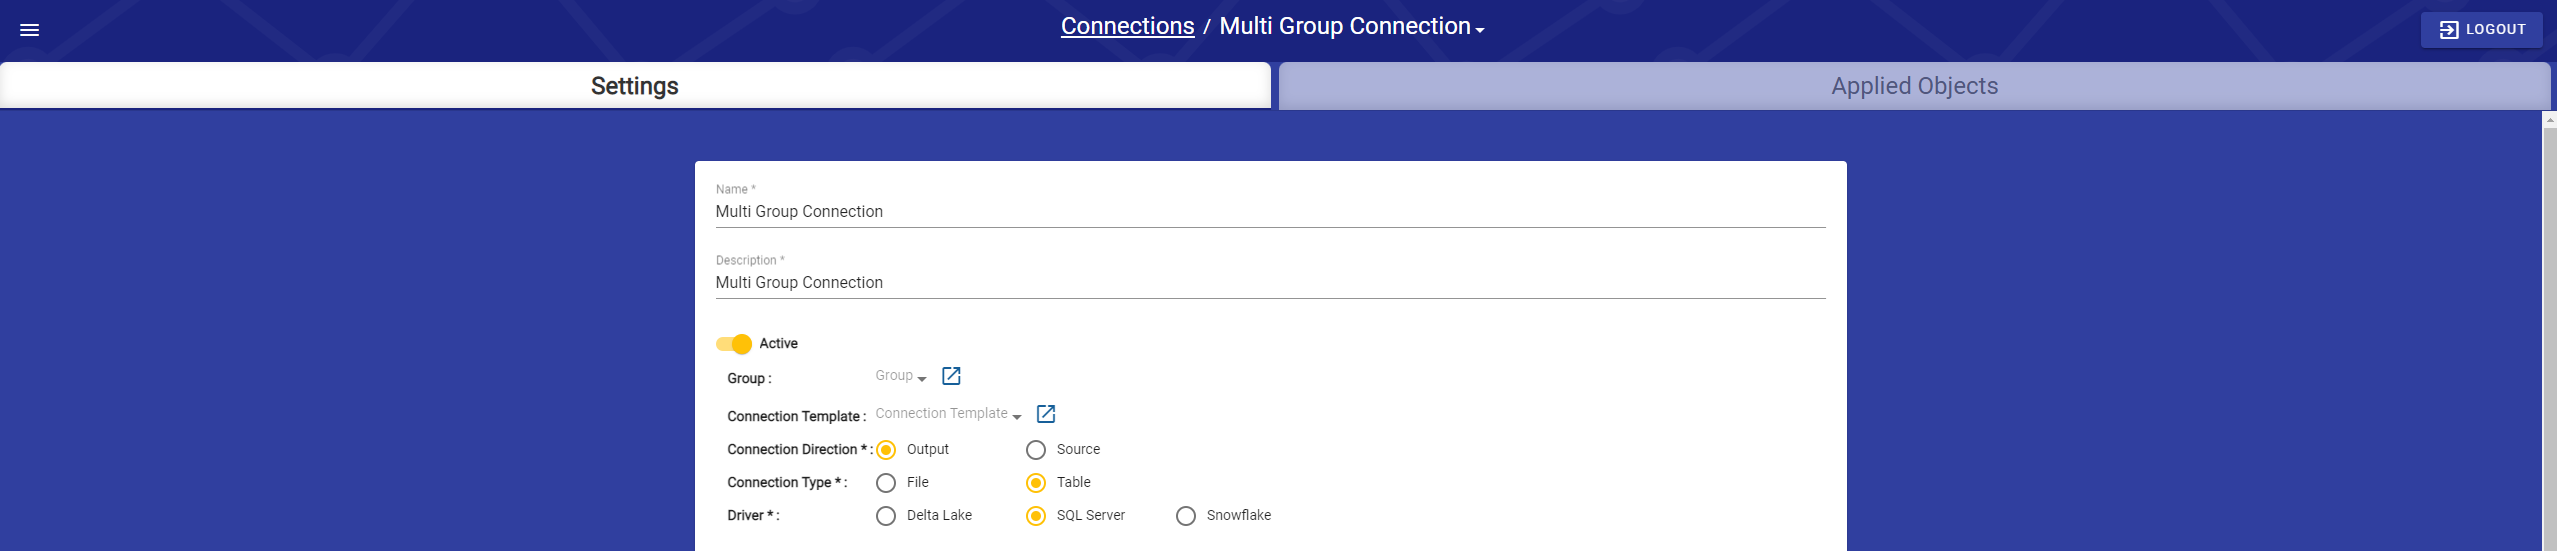 Connections / Multi Group Connection
LOGOUT
Settings
Applied Objects
Name *
Multi Group Connection
Description *
Multi Group Connection
Active
Group : Group
Connection Template : Connection Template
Connection Direction * : Output Source
Connection Type * : File Table
Driver * : Delta Lake SQL Server Snowflake